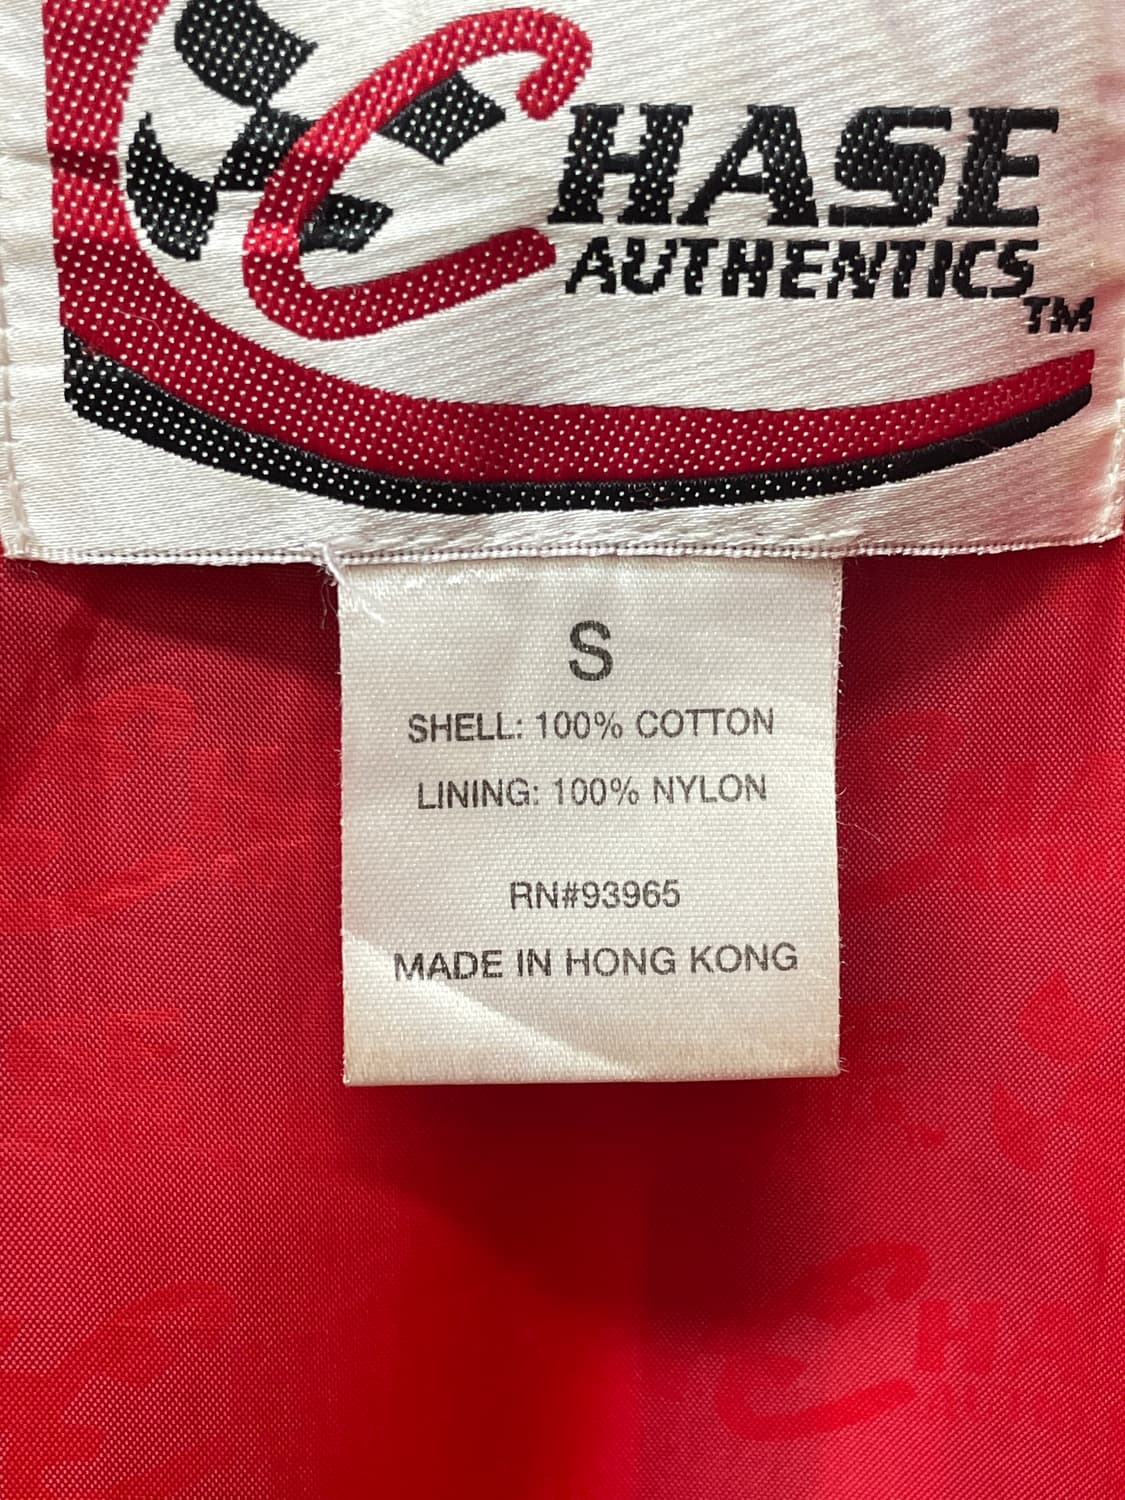 CHASE
AUTHENTICS
TM
S
SHELL: 100% COTTON
LINING: 100% NYLON
RN#93965
MADE IN HONG KONG